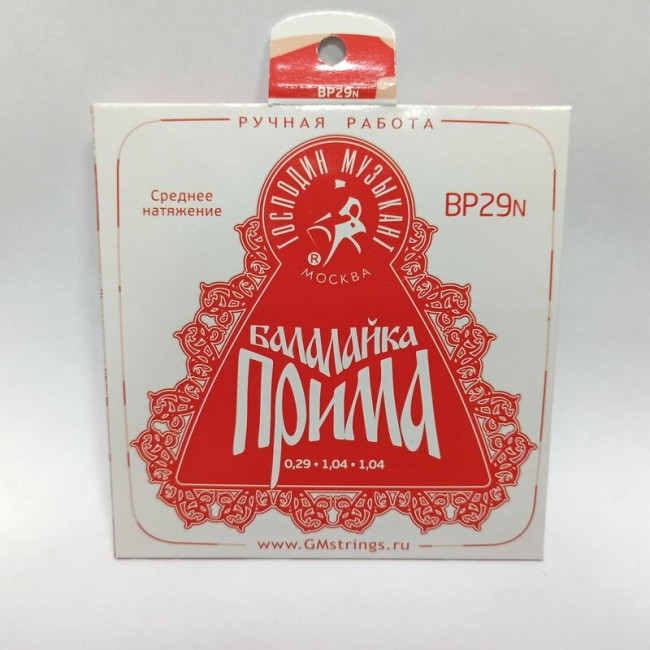 BP29N
РУЧНАЯ РАБОТА
ГОСПОДИН МУЗЫКАНТ
Среднее
натяжение
BP29N
®
МОСКВА
БАЛАЛАЙКА
ПРИМА
0,29 • 1,04 • 1,04
www.GMstrings.ru